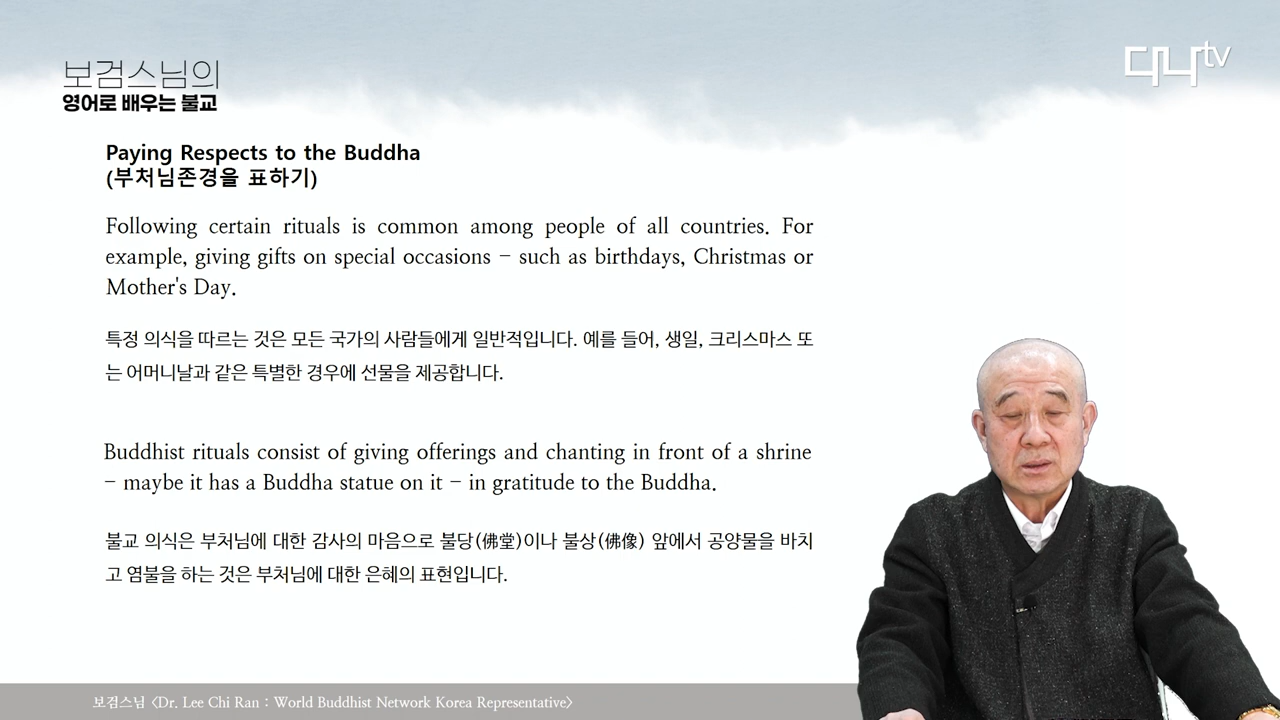 보검스님의
영어로 배우는 불교
디나tv
Paying Respects to the Buddha
(부처님존경을 표하기)
Following certain rituals is common among people of all countries. For
example, giving gifts on special occasions – such as birthdays, Christmas or
Mother's Day.
특정 의식을 따르는 것은 모든 국가의 사람들에게 일반적입니다. 예를 들어, 생일, 크리스마스 또
는 어머니날과 같은 특별한 경우에 선물을 제공합니다.
Buddhist rituals consist of giving offerings and chanting in front of a shrine
– maybe it has a Buddha statue on it – in gratitude to the Buddha.
불교 의식은 부처님에 대한 감사의 마음으로 불당(佛堂)이나 불상(佛像) 앞에서 공양물을 바치
고 염불을 하는 것은 부처님에 대한 은혜의 표현입니다.
보검스님 <Dr. Lee Chi Ran : World Buddhist Network Korea Representative>